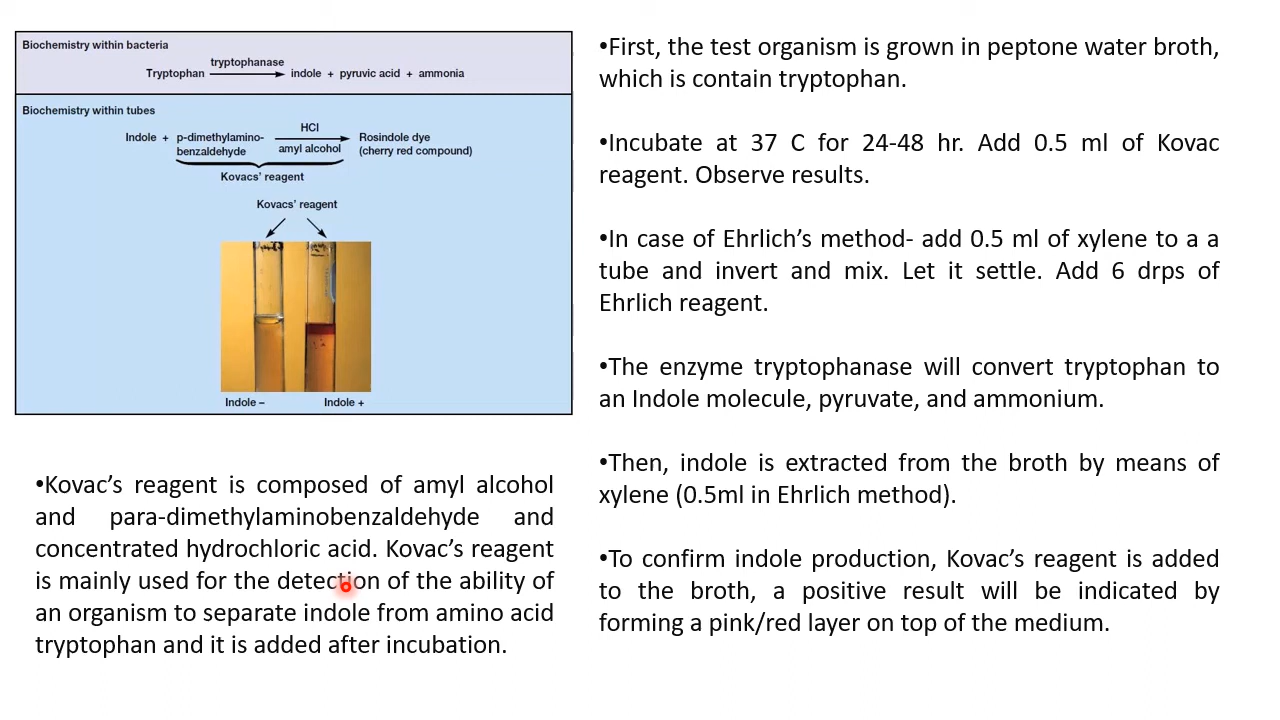 Biochemistry within bacteria
tryptophanase
Tryptophan indole + pyruvic acid + ammonia
Biochemistry within tubes
HCl
Indole + p-dimethylamino- Rosindole dye
benzaldehyde amyl alcohol (cherry red compound)
Kovacs' reagent
Kovacs' reagent
Indole – Indole +
•Kovac's reagent is composed of amyl alcohol
and para-dimethylaminobenzaldehyde and
concentrated hydrochloric acid. Kovac's reagent
is mainly used for the detection of the ability of
an organism to separate indole from amino acid
tryptophan and it is added after incubation.
•First, the test organism is grown in peptone water broth,
which is contain tryptophan.
•Incubate at 37 C for 24-48 hr. Add 0.5 ml of Kovac
reagent. Observe results.
•In case of Ehrlich's method- add 0.5 ml of xylene to a a
tube and invert and mix. Let it settle. Add 6 drps of
Ehrlich reagent.
•The enzyme tryptophanase will convert tryptophan to
an Indole molecule, pyruvate, and ammonium.
•Then, indole is extracted from the broth by means of
xylene (0.5ml in Ehrlich method).
•To confirm indole production, Kovac's reagent is added
to the broth, a positive result will be indicated by
forming a pink/red layer on top of the medium.